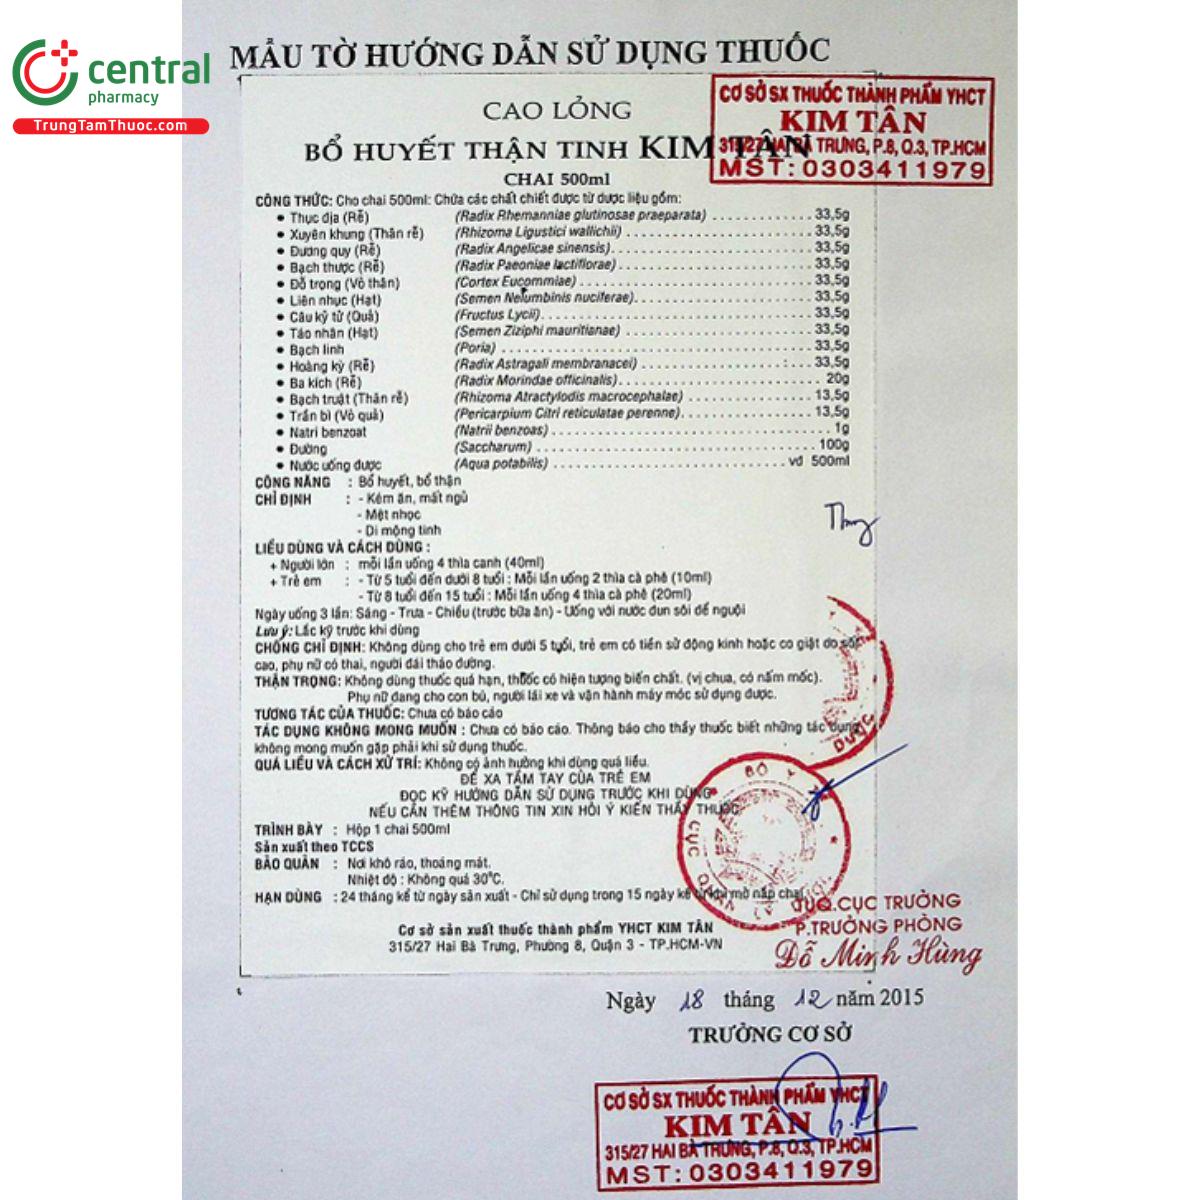 central
pharmacy
TrungTamThuoc.com
MẪU TỜ HƯỚNG DẪN SỬ DỤNG THUỐC
CƠ SỞ SX THUỐC THÀNH PHẨM YHCT
KIM TÂN
315/27 HAI BÀ TRƯNG, P.8, Q.3, TP.HCM
MST: 0303411979
CAO LỎNG
BỔ HUYẾT THẬN TINH KIM TÂN
CHAI 500ml
CÔNG THỨC: Cho chai 500ml: Chứa các chất chiết được từ dược liệu gồm:
• Thục địa (Rễ) (Radix Rhemanniae glutinosae praeparata) 33,5g
• Xuyên khung (Thân rễ) (Rhizoma Ligustici wallichii) 33,5g
• Đương quy (Rễ) (Radix Angelicae sinensis) 33,5g
• Bạch thược (Rễ) (Radix Paeoniae lactiflorae) 33,5g
• Đỗ trọng (Vỏ thân) (Cortex Eucommiae) 33,5g
• Liên nhục (Hạt) (Semen Nelumbinis nuciferae) 33,5g
• Câu kỷ tử (Quả) (Fructus Lycii) 33,5g
• Táo nhân (Hạt) (Semen Ziziphi mauritianae) 33,5g
• Bạch linh (Poria) 33,5g
• Hoàng kỳ (Rễ) (Radix Astragali membranacei) 33,5g
• Ba kích (Rễ) (Radix Morindae officinalis) 20g
• Bạch truật (Thân rễ) (Rhizoma Atractylodis macrocephalae) 13,5g
• Trần bì (Vỏ quả) (Pericarpium Citri reticulatae perenne) 13,5g
• Natri benzoat (Natrii benzoas) 1g
• Đường (Saccharum) 100g
• Nước uống được (Aqua potabilis) vđ 500ml
CÔNG NĂNG : Bổ huyết, bổ thận
CHỈ ĐỊNH : - Kém ăn, mất ngủ
- Mệt nhọc
- Di mộng tinh
LIỀU DÙNG VÀ CÁCH DÙNG :
+ Người lớn : mỗi lần uống 4 thìa canh (40ml)
+ Trẻ em : - Từ 5 tuổi đến dưới 8 tuổi : Mỗi lần uống 2 thìa cà phê (10ml)
- Từ 8 đến 15 tuổi : Mỗi lần uống 4 thìa cà phê (20ml)
Ngày uống 3 lần: Sáng - Trưa - Chiều (trước bữa ăn) - Uống với nước đun sôi để nguội
Lưu ý: Lắc kỹ trước khi dùng
CHỐNG CHỈ ĐỊNH: Không dùng cho trẻ em dưới 5 tuổi, trẻ em có tiền sử động kinh hoặc co giật do sốt
cao, phụ nữ có thai, người đái tháo đường.
THẬN TRỌNG: Không dùng thuốc quá hạn, thuốc có hiện tượng biến chất. (vị chua, có nấm mốc).
Phụ nữ đang cho con bú, người lái xe và vận hành máy móc sử dụng được.
TƯƠNG TÁC CỦA THUỐC: Chưa có báo cáo
TÁC DỤNG KHÔNG MONG MUỐN : Chưa có báo cáo. Thông báo cho thầy thuốc biết những tác dụng
không mong muốn gặp phải khi sử dụng thuốc.
QUÁ LIỀU VÀ CÁCH XỬ TRÍ: Không có ảnh hưởng khi dùng quá liều.
ĐỂ XA TẦM TAY CỦA TRẺ EM
ĐỌC KỸ HƯỚNG DẪN SỬ DỤNG TRƯỚC KHI DÙNG
NẾU CẦN THÊM THÔNG TIN XIN HỎI Ý KIẾN THẦY THUỐC
TRÌNH BÀY : Hộp 1 chai 500ml
Sản xuất theo TCCS
BẢO QUẢN : Nơi khô ráo, thoáng mát.
Nhiệt độ : Không quá 30°C.
HẠN DÙNG : 24 tháng kể từ ngày sản xuất - Chỉ sử dụng trong 15 ngày kể từ khi mở nắp chai
BỘ Y
CỤC QUẢN LÝ
DƯỢC
TUQ.CỤC TRƯỞNG
P.TRƯỞNG PHÒNG
Đỗ Minh Hùng
Cơ sở sản xuất thuốc thành phẩm YHCT KIM TÂN
315/27 Hai Bà Trưng, Phường 8, Quận 3 - TP.HCM-VN
Ngày 18 tháng 12 năm 2015
TRƯỞNG CƠ SỞ
CƠ SỞ SX THUỐC THÀNH PHẨM YHCT
KIM TÂN
315/27 HAI BÀ TRƯNG, P.8, Q.3, TP.HCM
MST: 0303411979